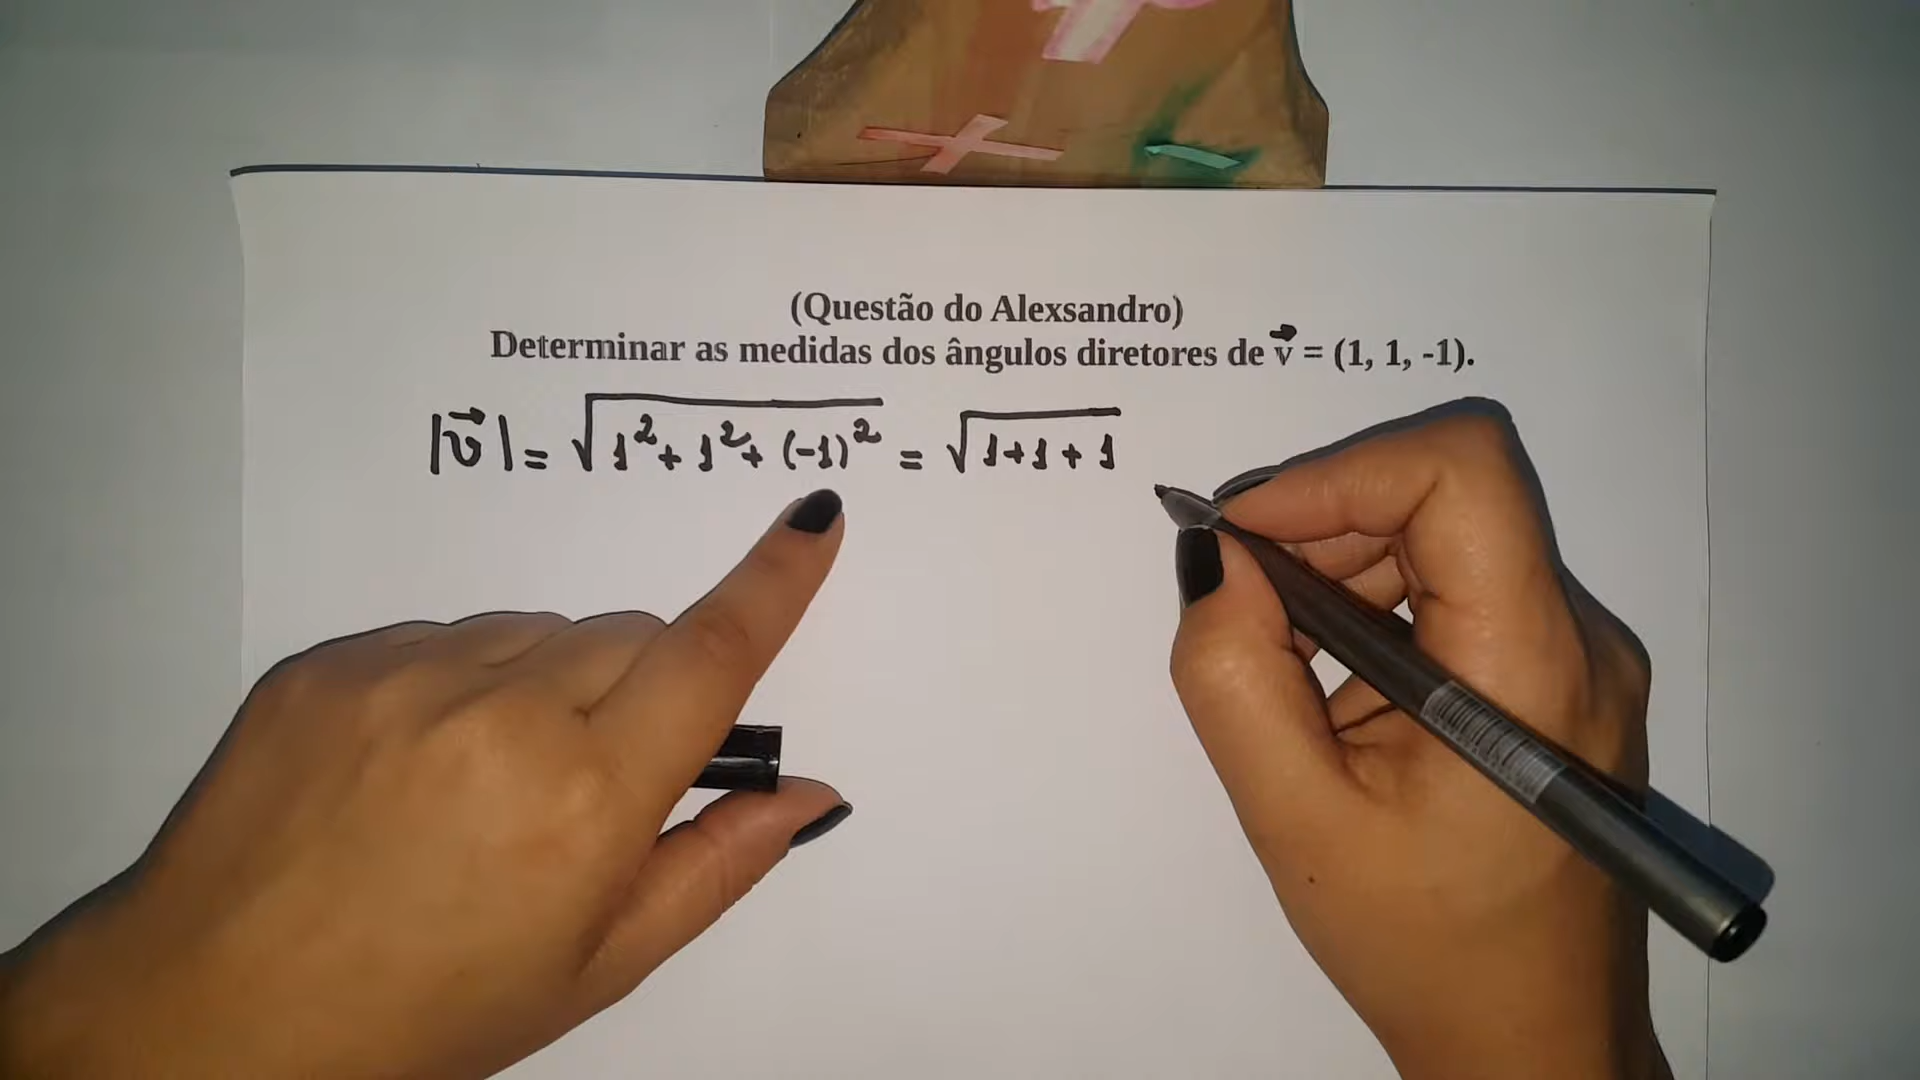 (Questão do Alexsandro)
Determinar as medidas dos ângulos diretores de v⃗ = (1, 1, -1).
|v⃗| = √(1² + 1² + (-1)²) = √(1+1+1)